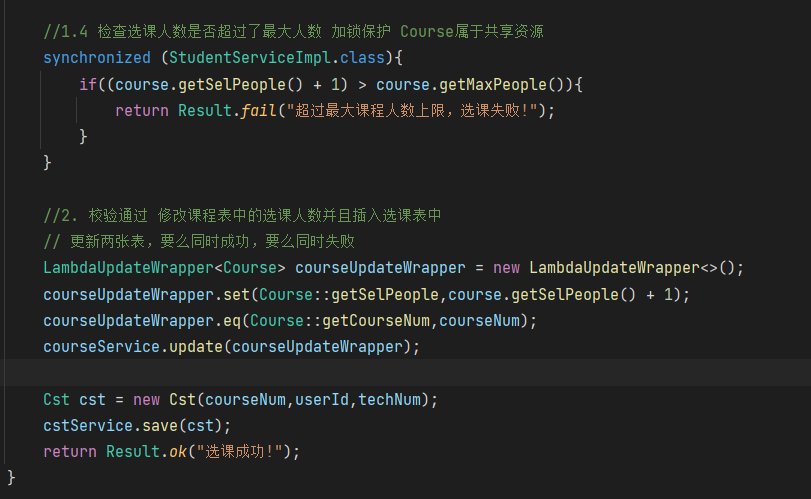 //1.4 检查选课人数是否超过了最大人数 加锁保护 Course属于共享资源
synchronized (StudentServiceImpl.class){
if((course.getSelPeople() + 1) > course.getMaxPeople()){
return Result.fail("超过最大课程人数上限，选课失败!");
}
}
//2. 校验通过 修改课程表中的选课人数并且插入选课表中
// 更新两张表，要么同时成功，要么同时失败
LambdaUpdateWrapper<Course> courseUpdateWrapper = new LambdaUpdateWrapper<>();
courseUpdateWrapper.set(Course::getSelPeople,course.getSelPeople() + 1);
courseUpdateWrapper.eq(Course::getCourseNum,courseNum);
courseService.update(courseUpdateWrapper);
Cst cst = new Cst(courseNum,userId,techNum);
cstService.save(cst);
return Result.ok("选课成功!");
}